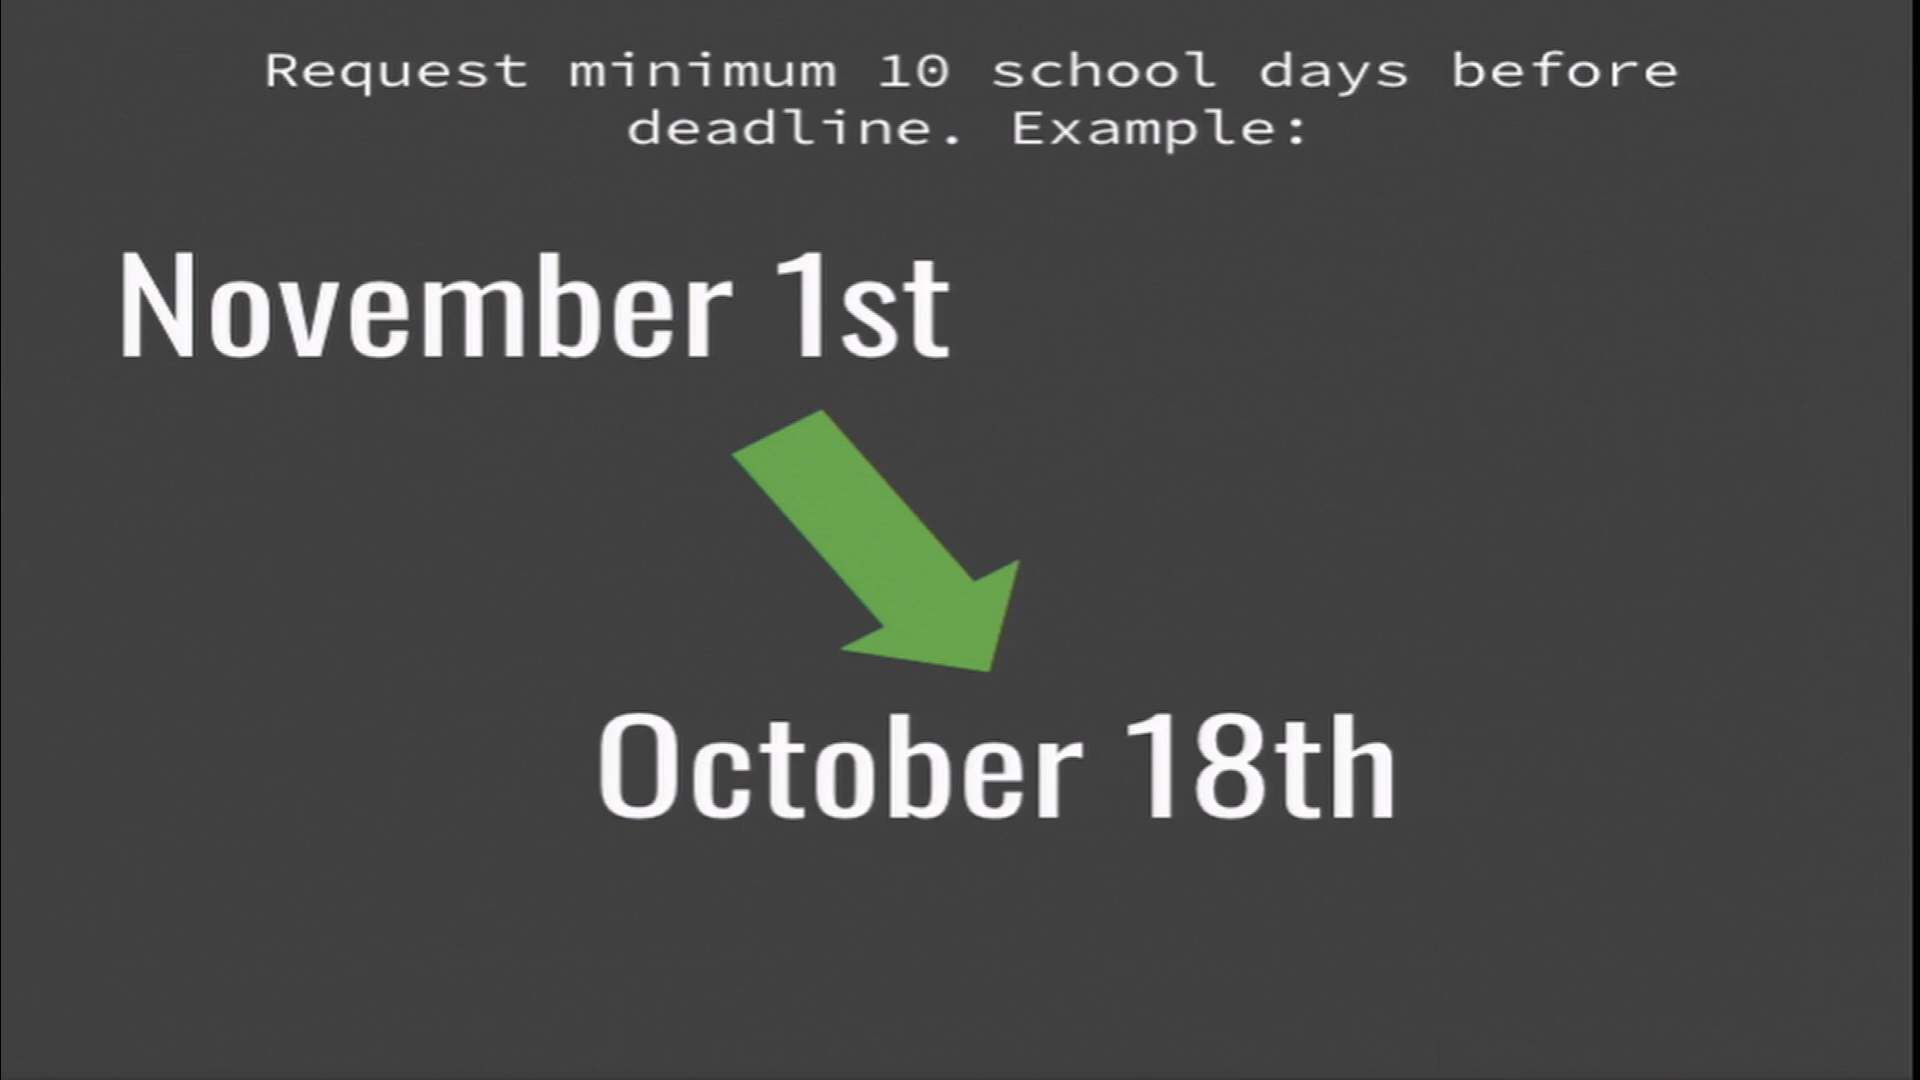 Request minimum 10 school days before
deadline. Example:
November 1st
October 18th